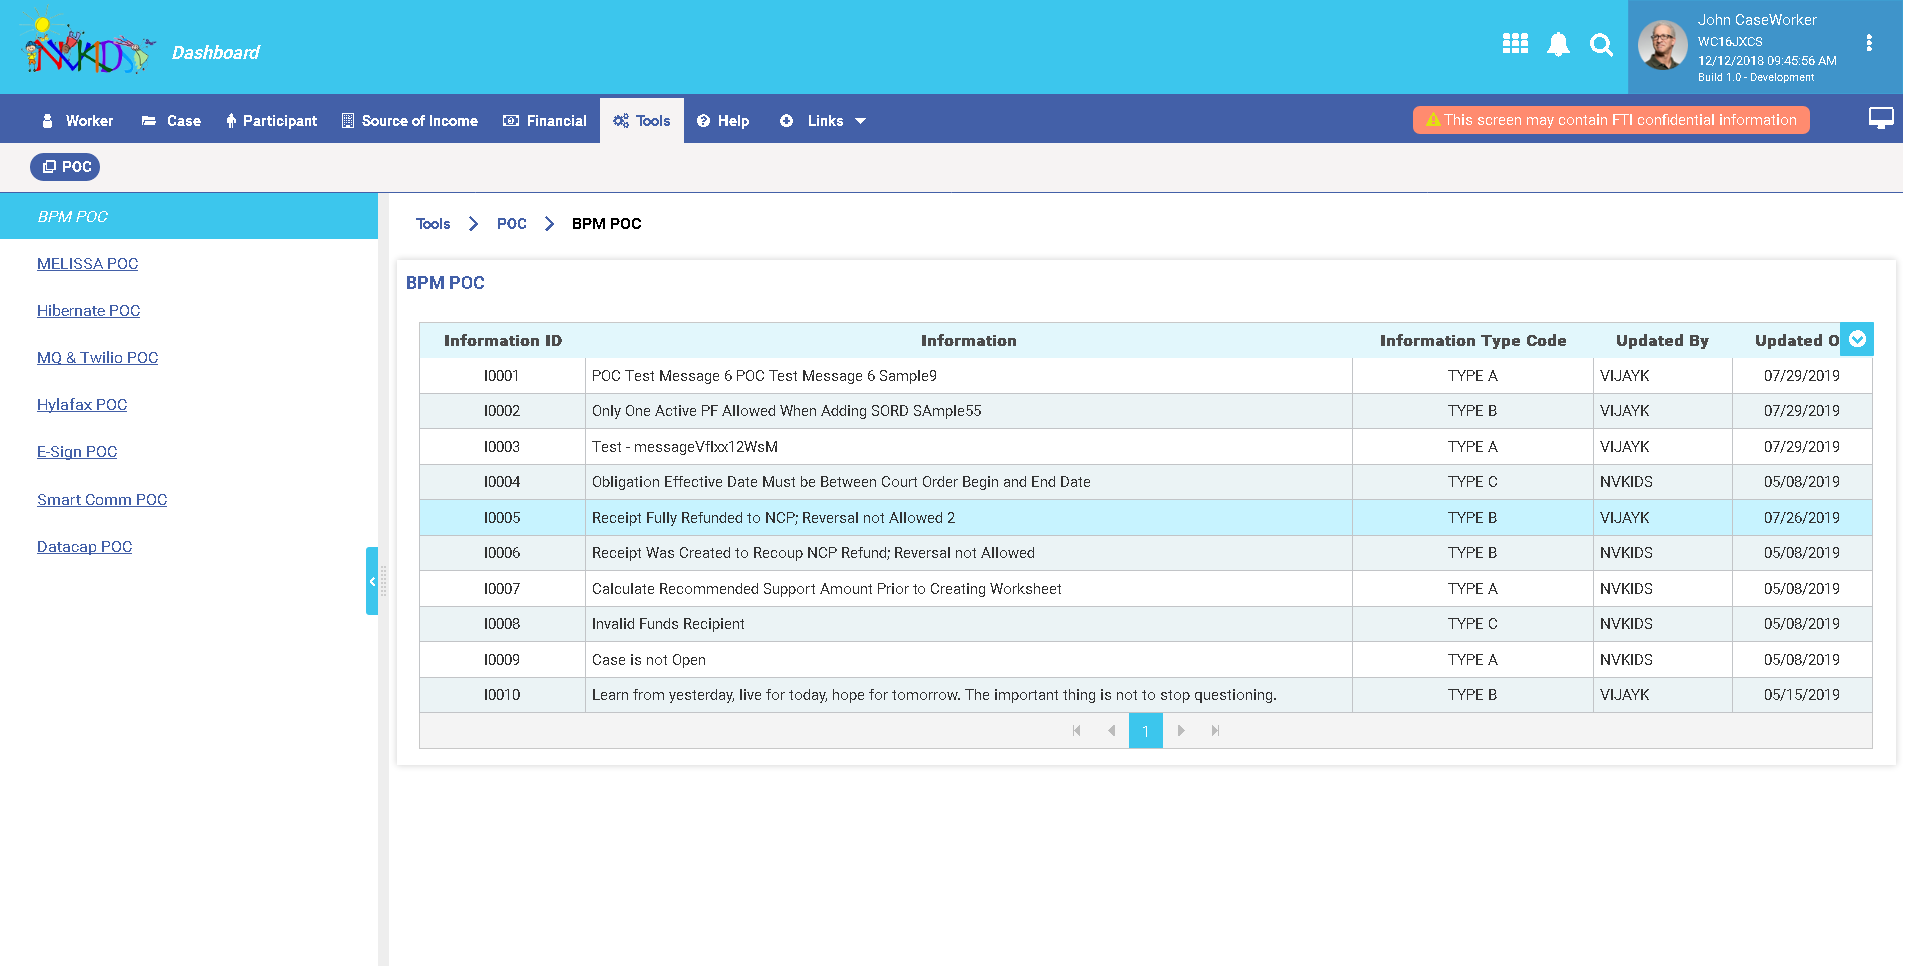 NVKIDS
Dashboard
John CaseWorker
WC16JXCS
12/12/2018 09:45:56 AM
Build 1.0 - Development
Worker Case Participant Source of Income Financial Tools Help Links
This screen may contain FTI confidential information
POC
BPM POC
MELISSA POC
Hibernate POC
MQ & Twilio POC
Hylafax POC
E-Sign POC
Smart Comm POC
Datacap POC
Tools > POC > BPM POC
BPM POC
Information ID Information Information Type Code Updated By Updated O
I0001 POC Test Message 6 POC Test Message 6 Sample9 TYPE A VIJAYK 07/29/2019
I0002 Only One Active PF Allowed When Adding SORD SAmple55 TYPE B VIJAYK 07/29/2019
I0003 Test - messageVflxx12WsM TYPE A VIJAYK 07/29/2019
I0004 Obligation Effective Date Must be Between Court Order Begin and End Date TYPE C NVKIDS 05/08/2019
I0005 Receipt Fully Refunded to NCP; Reversal not Allowed 2 TYPE B VIJAYK 07/26/2019
I0006 Receipt Was Created to Recoup NCP Refund; Reversal not Allowed TYPE B NVKIDS 05/08/2019
I0007 Calculate Recommended Support Amount Prior to Creating Worksheet TYPE A NVKIDS 05/08/2019
I0008 Invalid Funds Recipient TYPE C NVKIDS 05/08/2019
I0009 Case is not Open TYPE A NVKIDS 05/08/2019
I0010 Learn from yesterday, live for today, hope for tomorrow. The important thing is not to stop questioning. TYPE B VIJAYK 05/15/2019
1